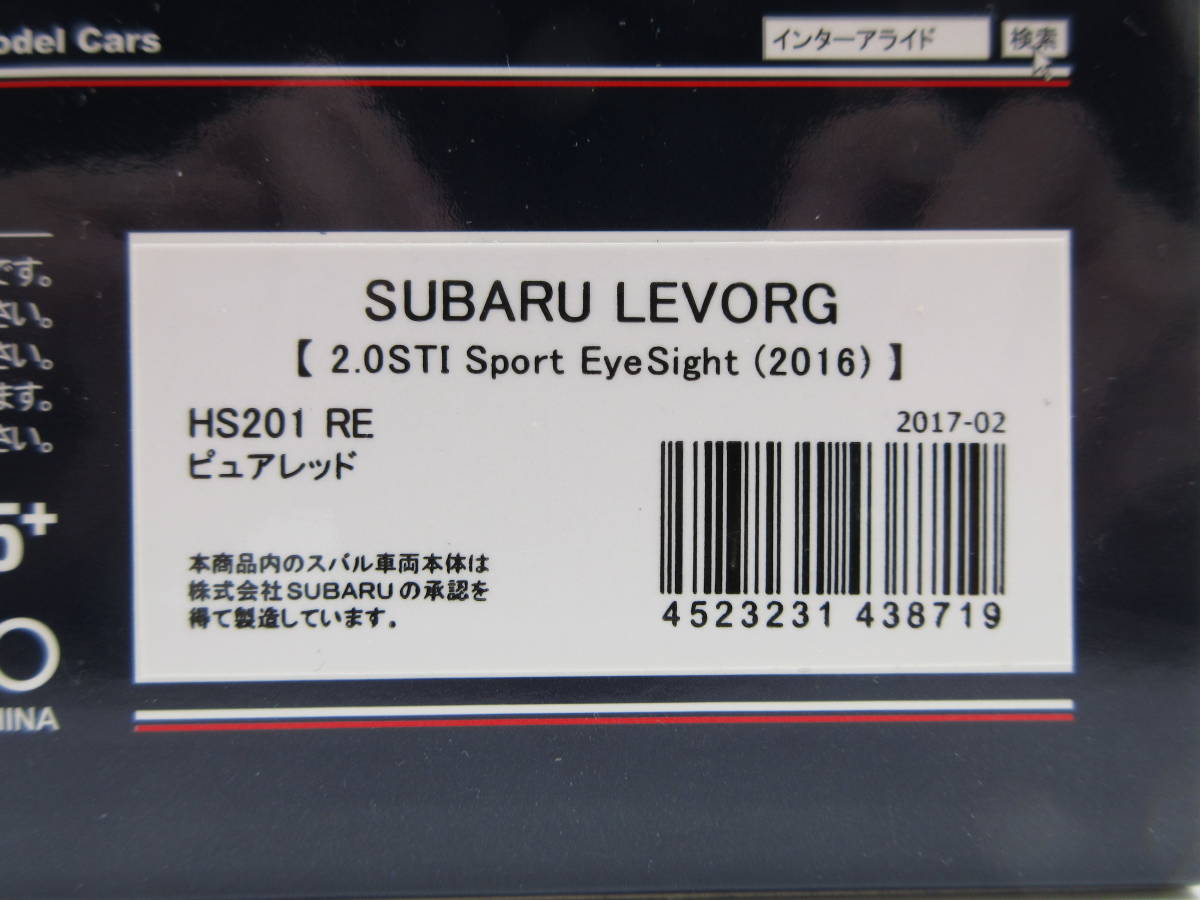 Model Cars
インターアライド 検索
です。
さい。
さい。
ます。
さい。
5+
SUBARU LEVORG
【 2.0STI Sport EyeSight (2016) 】
HS201 RE
ピュアレッド
2017-02
本商品内のスバル車両本体は
株式会社SUBARUの承認を
得て製造しています。
4523231 438719
CHINA